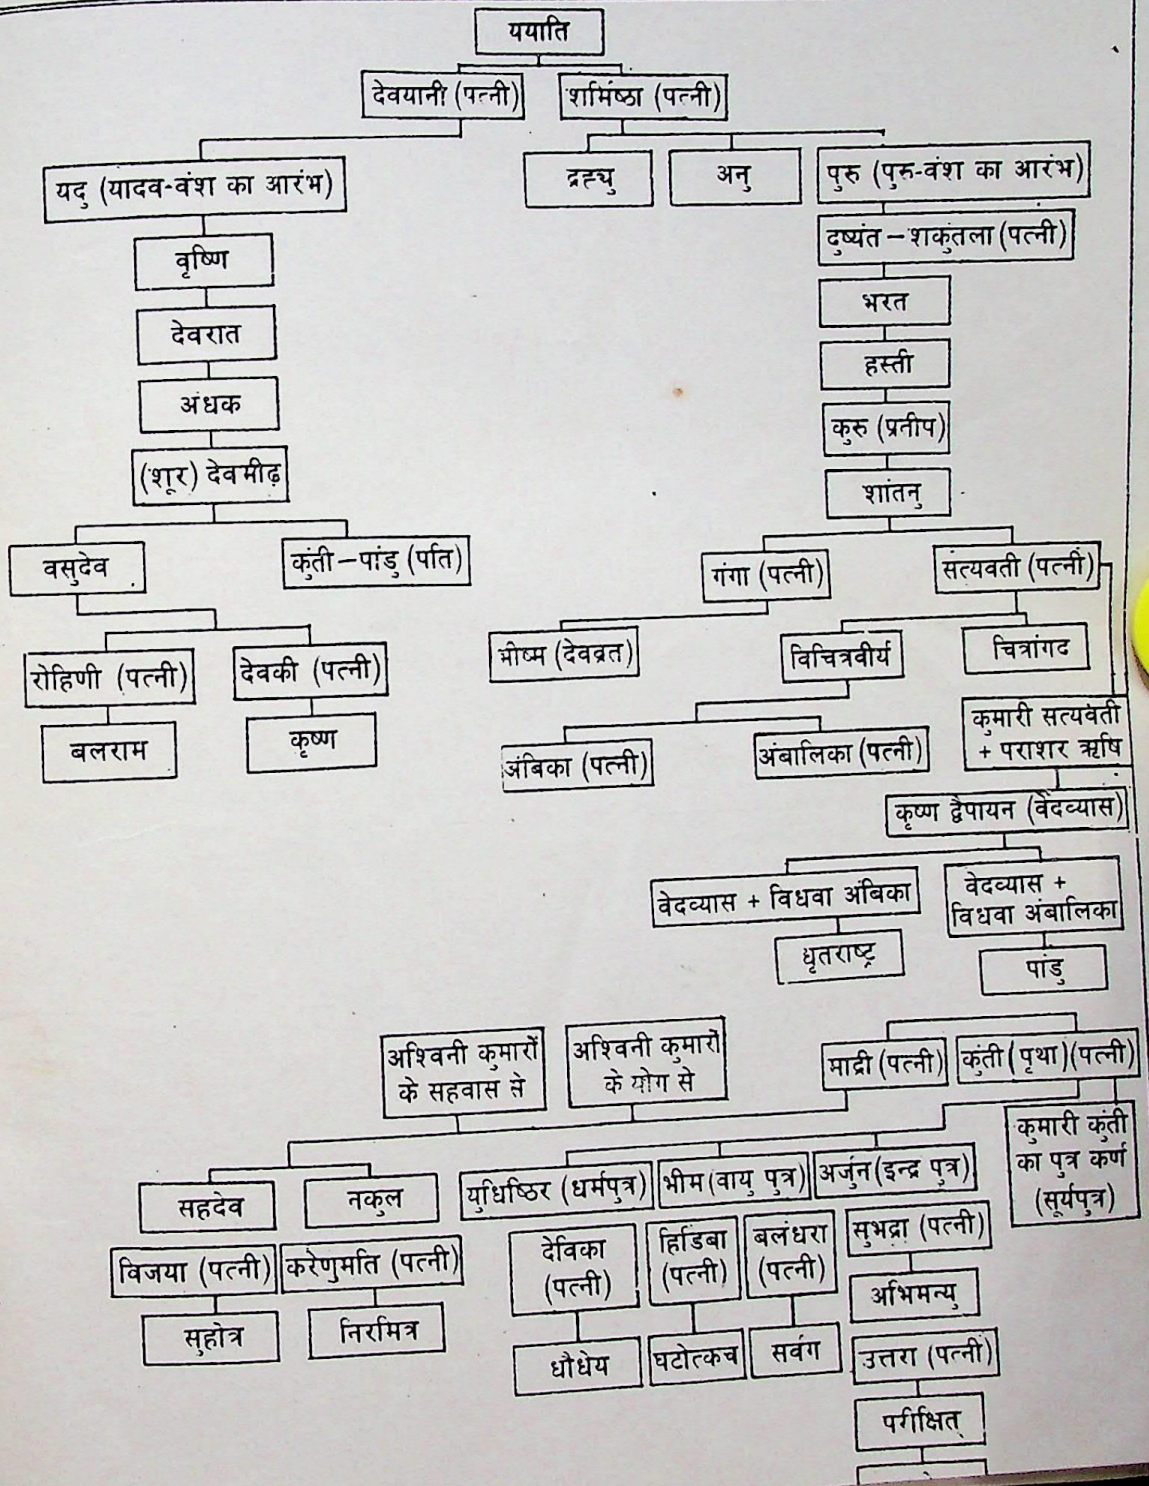 ययाति
देवयानी (पत्नी)
शर्मिष्ठा (पत्नी)
यदु (यादव-वंश का आरंभ)
द्रह्यु
अनु
पुरु (पुरु-वंश का आरंभ)
वृष्णि
दुष्यंत – शकुंतला (पत्नी)
देवरात
भरत
अंधक
हस्ती
(शूर) देवमीढ़
कुरु (प्रतीप)
शांतनु
वसुदेव
कुंती – पांडु (पति)
गंगा (पत्नी)
सत्यवती (पत्नी)
रोहिणी (पत्नी)
देवकी (पत्नी)
भीष्म (देवव्रत)
विचित्रवीर्य
चित्रांगद
बलराम
कृष्ण
अंबिका (पत्नी)
अंबालिका (पत्नी)
कुमारी सत्यवती
+ पराशर ऋषि
कृष्ण द्वैपायन (वेदव्यास)
वेदव्यास + विधवा अंबिका
वेदव्यास +
विधवा अंबालिका
धृतराष्ट्र
पांडु
अश्विनी कुमारों
के सहवास से
अश्विनी कुमारों
के योग से
माद्री (पत्नी)
कुंती (पृथा) (पत्नी)
सहदेव
नकुल
युधिष्ठिर (धर्मपुत्र)
भीम (वायु पुत्र)
अर्जुन (इन्द्र पुत्र)
कुमारी कुंती
का पुत्र कर्ण
(सूर्यपुत्र)
विजया (पत्नी)
करेणुमति (पत्नी)
देविका
(पत्नी)
हिडिंबा
(पत्नी)
बलंधरा
(पत्नी)
सुभद्रा (पत्नी)
सुहोत्र
निरमित्र
धौधेय
घटोत्कच
सर्वग
अभिमन्यु
उत्तरा (पत्नी)
परीक्षित्